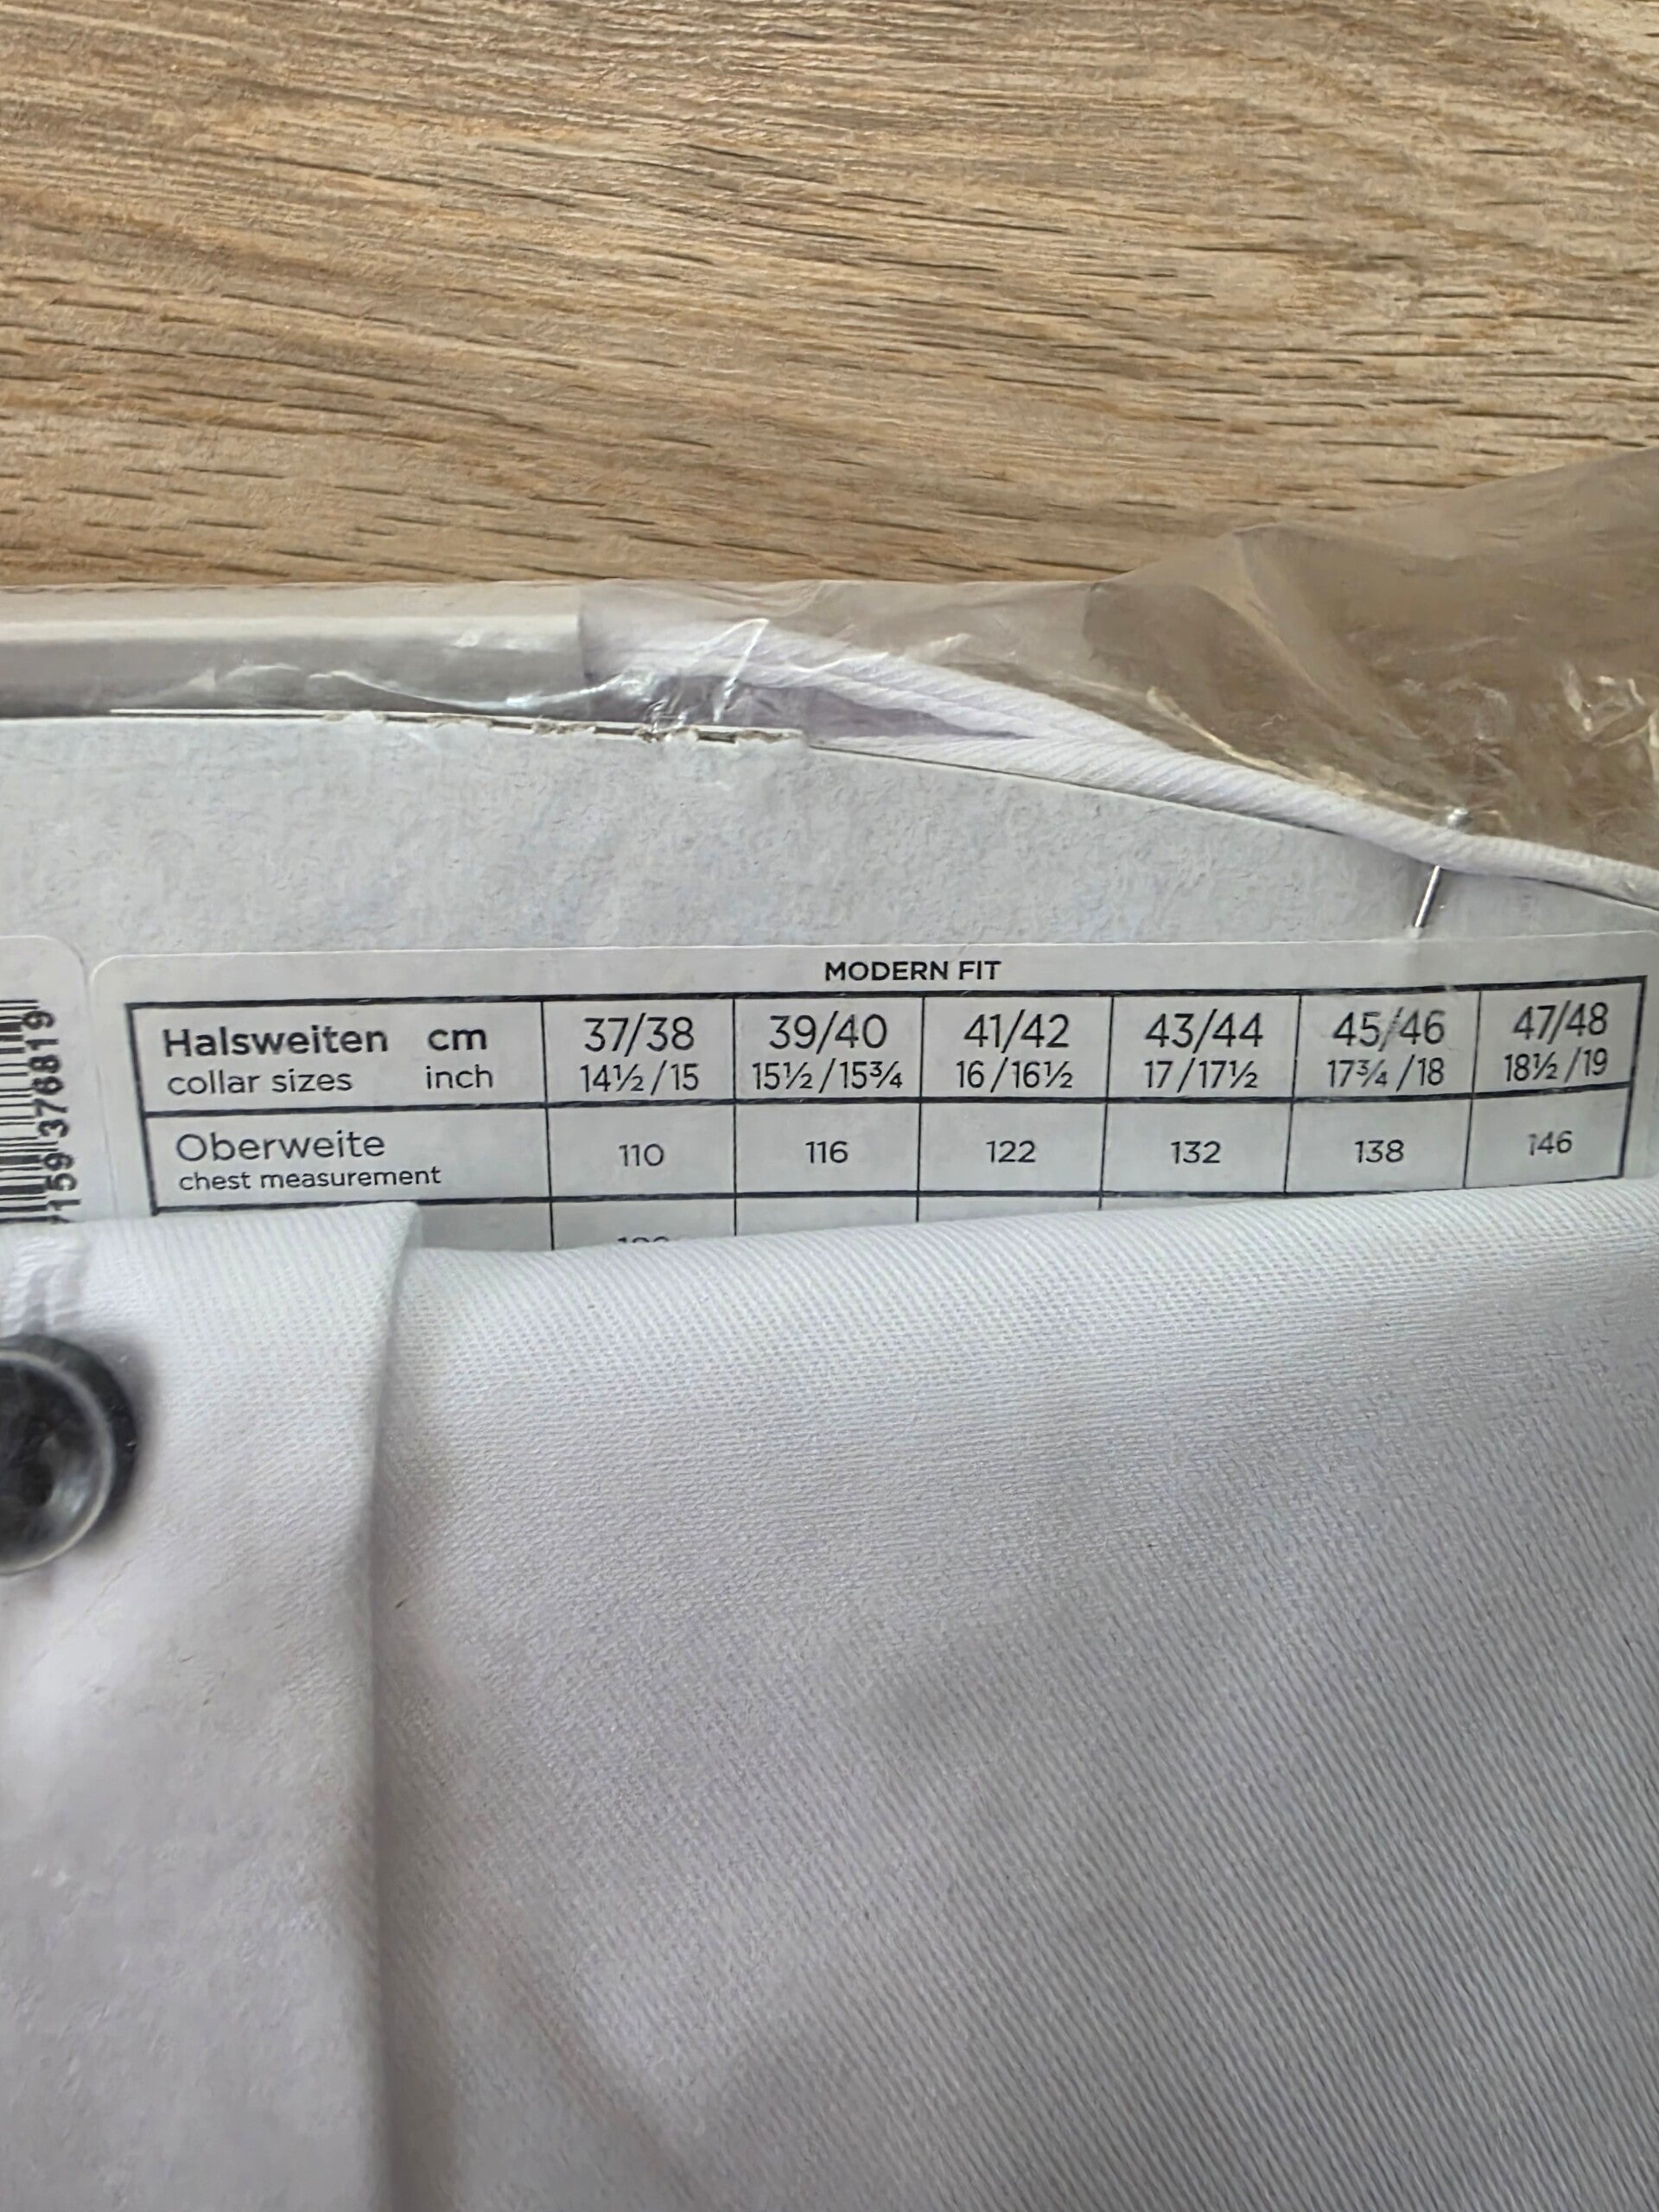 MODERN FIT
Halsweiten cm 37/38 39/40 41/42 43/44 45/46 47/48
collar sizes inch 14½/15 15½/15¾ 16/16½ 17/17½ 17¾/18 18½/19
Oberweite 110 116 122 132 138 146
chest measurement
159 376819